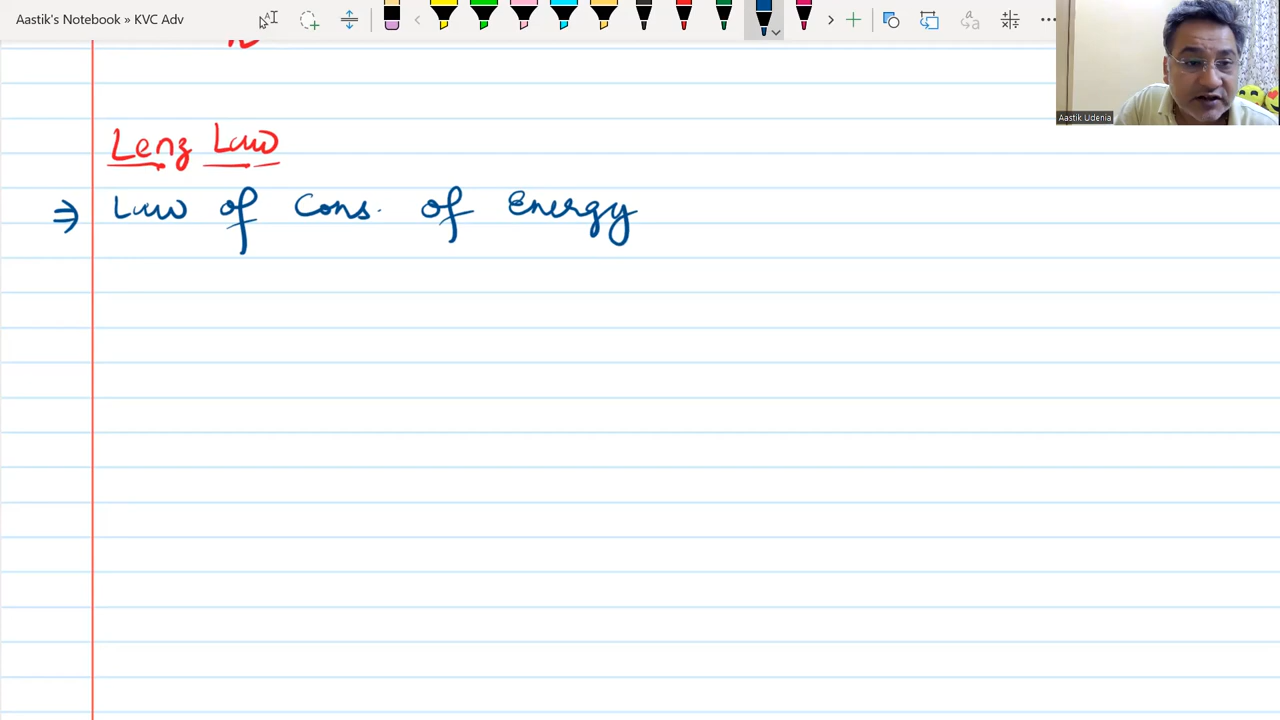 Aastik's Notebook » KVC Adv
Aastik Udenia
Lenz Law
⇒ Law of Cons. of Energy